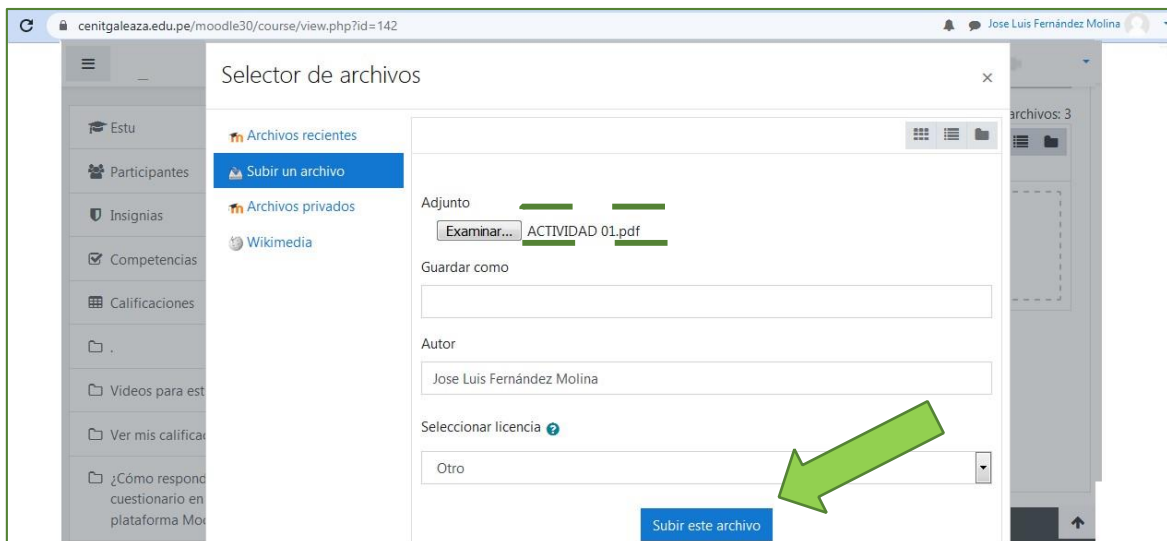 cenitgaleaza.edu.pe/moodle30/course/view.php?id=142
Jose Luis Fernández Molina
Selector de archivos
×
archivos: 3
Estu
Participantes
Insignias
Competencias
Calificaciones
.
Videos para est
Ver mis califica
¿Cómo respond
cuestionario en
plataforma Moo
Archivos recientes
Subir un archivo
Archivos privados
Wikimedia
Adjunto
Examinar... ACTIVIDAD 01.pdf
Guardar como
Autor
Jose Luis Fernández Molina
Seleccionar licencia ?
Otro
Subir este archivo